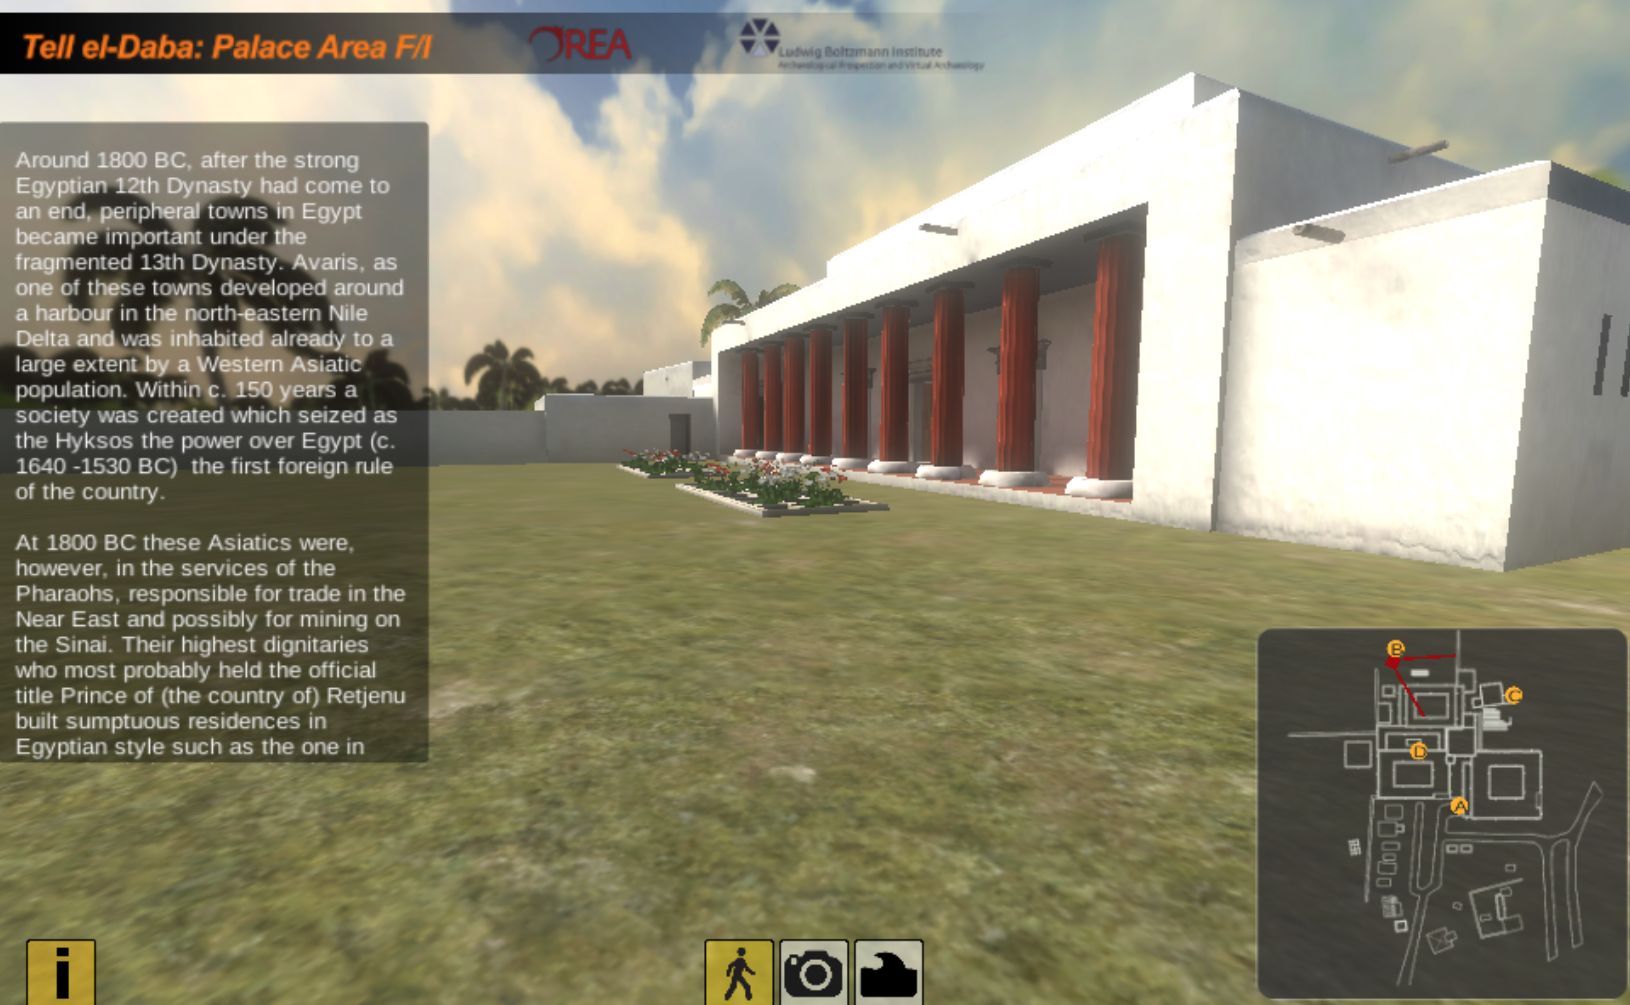 Tell el-Daba: Palace Area F/I
OREA
Ludwig Boltzmann Institute
Archaeological Prospection and Virtual Archaeology
Around 1800 BC, after the strong
Egyptian 12th Dynasty had come to
an end, peripheral towns in Egypt
became important under the
fragmented 13th Dynasty. Avaris, as
one of these towns developed around
a harbour in the north-eastern Nile
Delta and was inhabited already to a
large extent by a Western Asiatic
population. Within c. 150 years a
society was created which seized as
the Hyksos the power over Egypt (c.
1640 -1530 BC)  the first foreign rule
of the country.
At 1800 BC these Asiatics were,
however, in the services of the
Pharaohs, responsible for trade in the
Near East and possibly for mining on
the Sinai. Their highest dignitaries
who most probably held the official
title Prince of (the country of) Retjenu
built sumptuous residences in
Egyptian style such as the one in
B
C
D
A
i